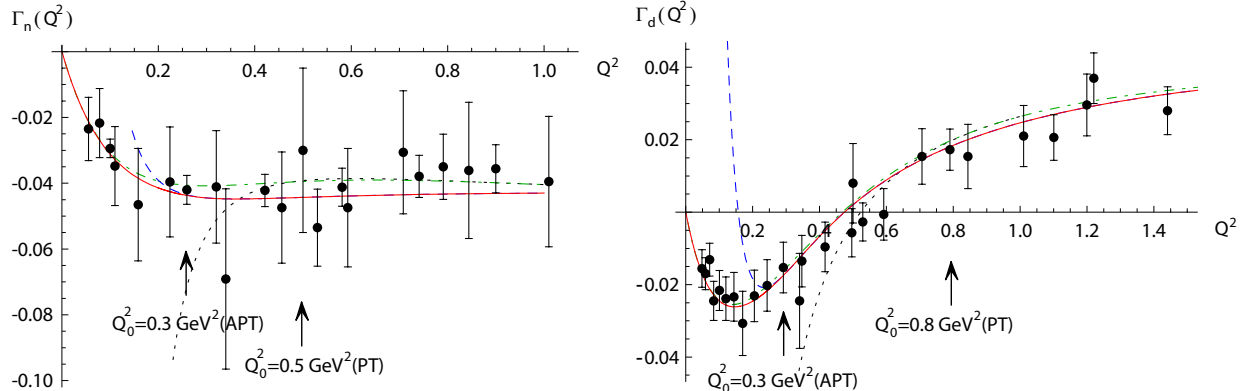 Γn(Q²)
0.2 0.4 0.6 0.8 1.0 Q²
-0.02
-0.04
-0.06
-0.08
-0.10
Q₀²=0.3 GeV²(APT)
Q₀²=0.5 GeV²(PT)
Γd(Q²)
0.04
0.02
0
0.2 0.4 0.6 0.8 1.0 1.2 1.4 Q²
-0.02
-0.04
Q₀²=0.8 GeV²(PT)
Q₀²=0.3 GeV²(APT)